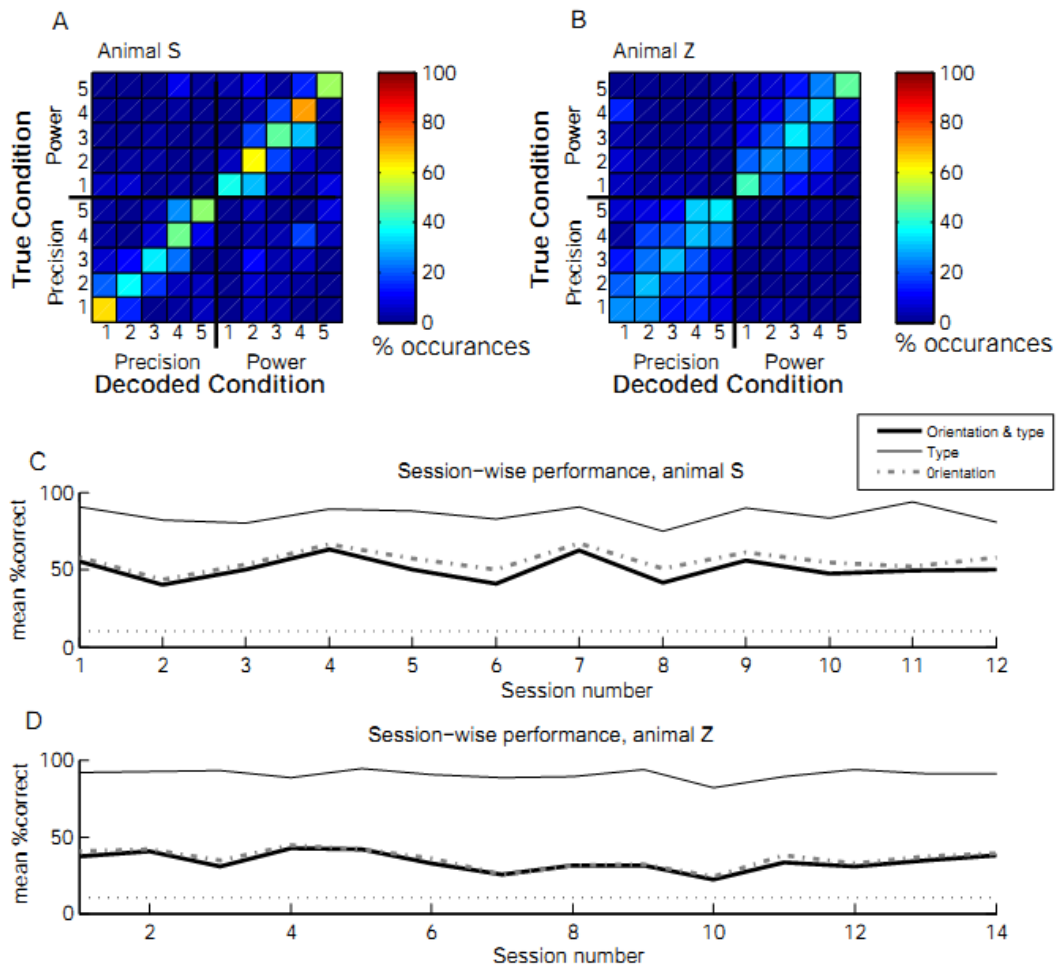 A
Animal S
True Condition
Power
Precision
5
4
3
2
1
5
4
3
2
1
1 2 3 4 5 1 2 3 4 5
Precision Power
Decoded Condition
100
80
60
40
20
0
% occurances
B
Animal Z
True Condition
Power
Precision
5
4
3
2
1
5
4
3
2
1
1 2 3 4 5 1 2 3 4 5
Precision Power
Decoded Condition
100
80
60
40
20
0
% occurances
Orientation & type
Type
Orientation
C
Session-wise performance, animal S
mean %correct
100
50
0
1 2 3 4 5 6 7 8 9 10 11 12
Session number
D
Session-wise performance, animal Z
mean %correct
100
50
0
2 4 6 8 10 12 14
Session number